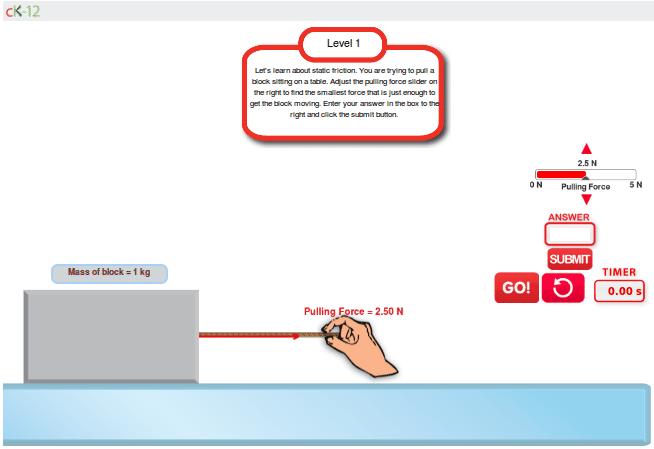 cK-12
Level 1
Let's learn about static friction. You are trying to pull a
block sitting on a table. Adjust the pulling force slider on
the right to find the smallest force that is just enough to
get the block moving. Enter your answer in the box to the
right and click the submit button.
2.5 N
0 N Pulling Force 5 N
ANSWER
SUBMIT
GO!
TIMER
0.00 s
Mass of block = 1 kg
Pulling Force = 2.50 N